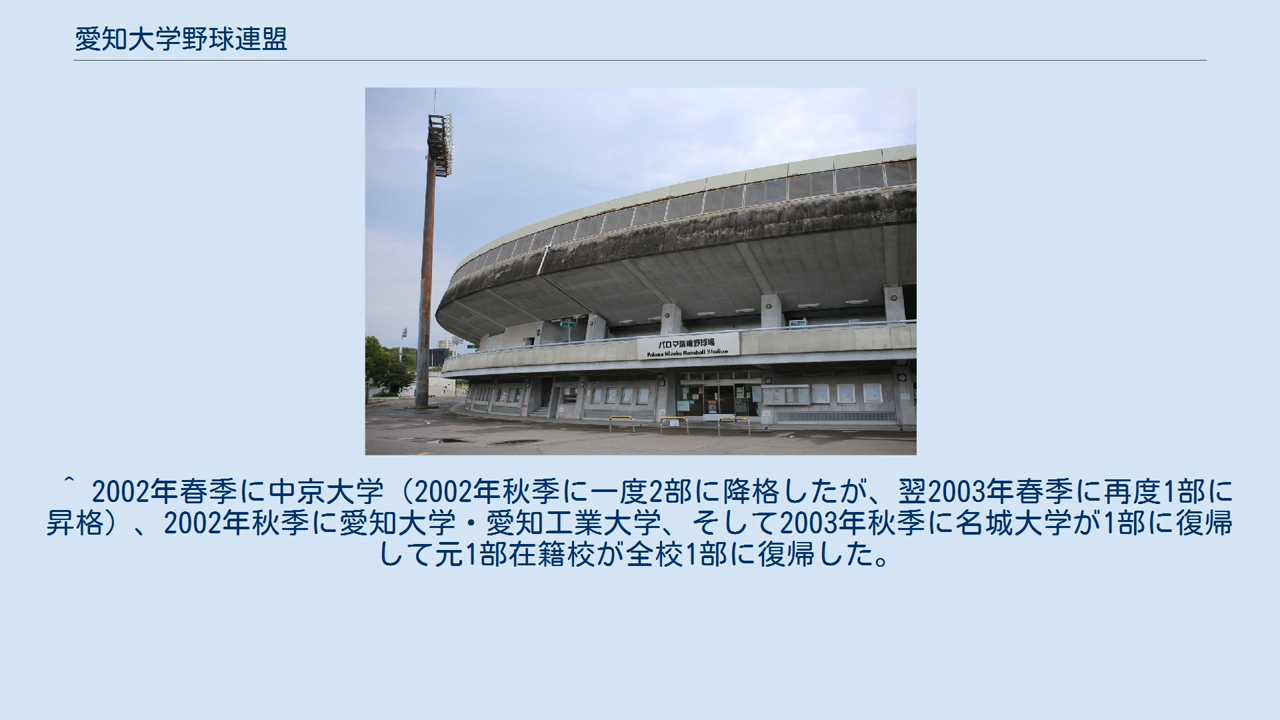 愛知大学野球連盟
パロマ瑞穂野球場
Paloma Mizuho Baseball Stadium
^ 2002年春季に中京大学（2002年秋季に一度2部に降格したが、翌2003年春季に再度1部に
昇格）、2002年秋季に愛知大学・愛知工業大学、そして2003年秋季に名城大学が1部に復帰
して元1部在籍校が全校1部に復帰した。